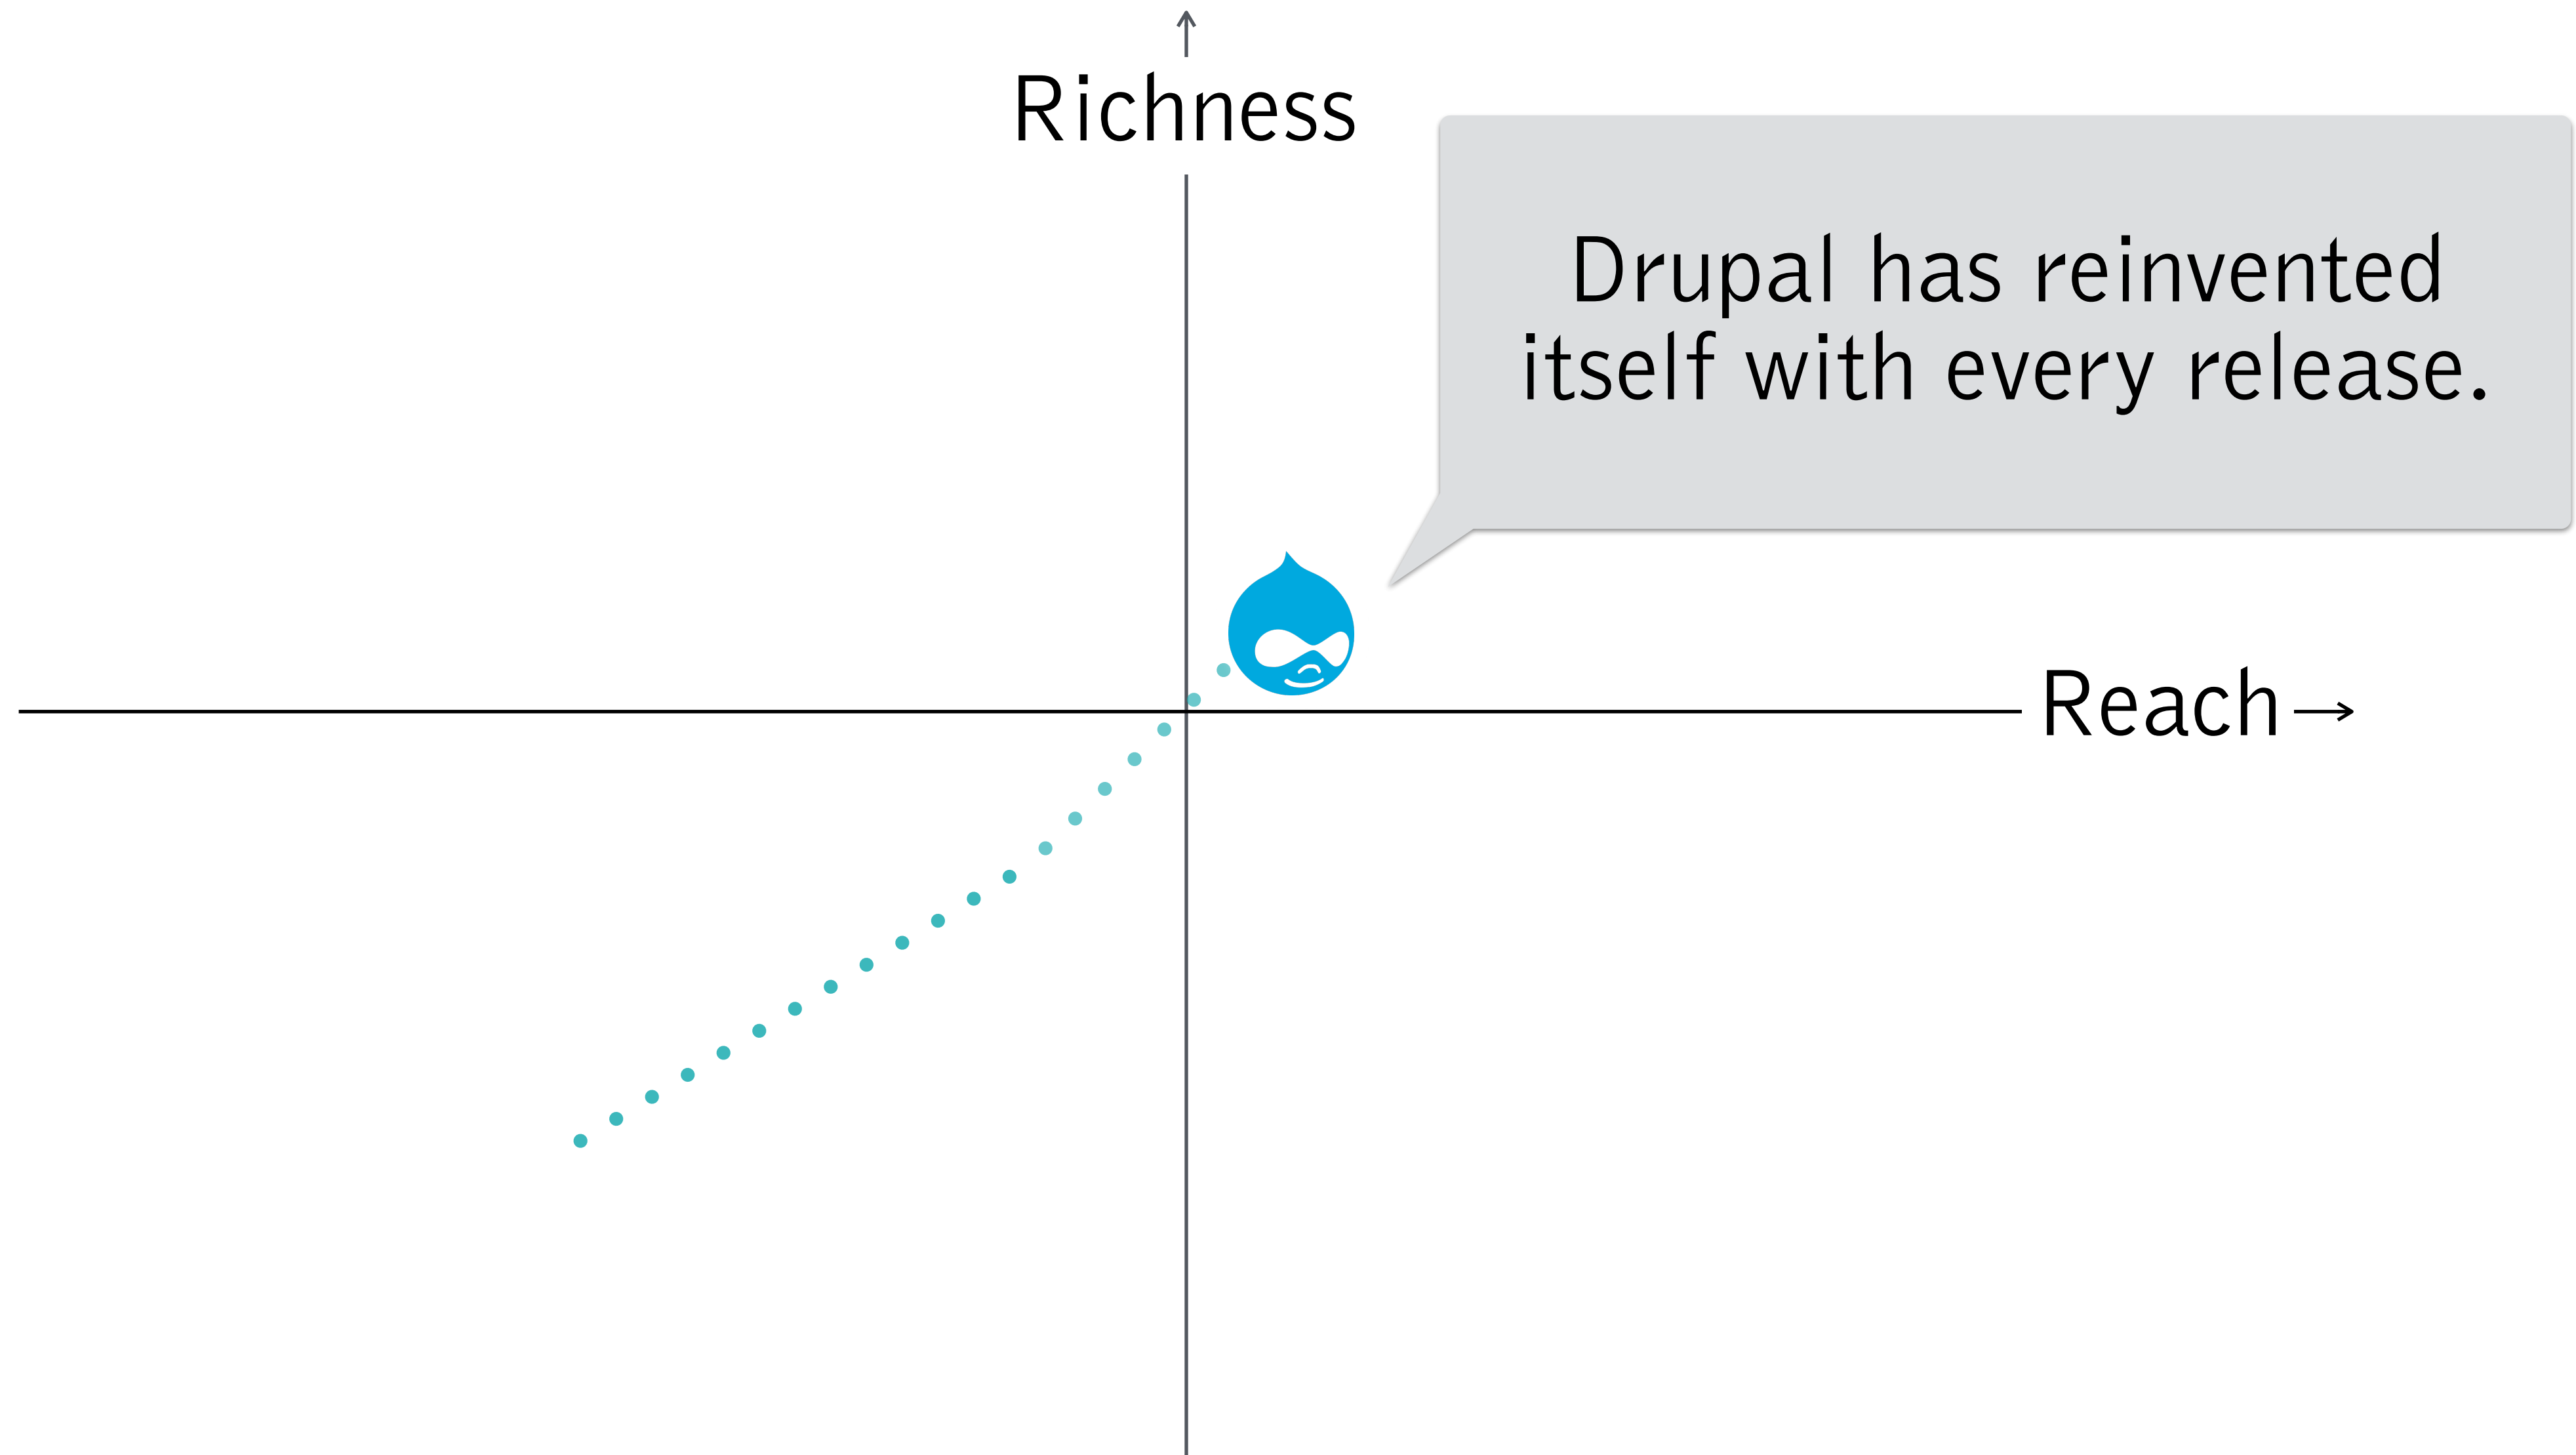 Richness
Drupal has reinvented
itself with every release.
Reach